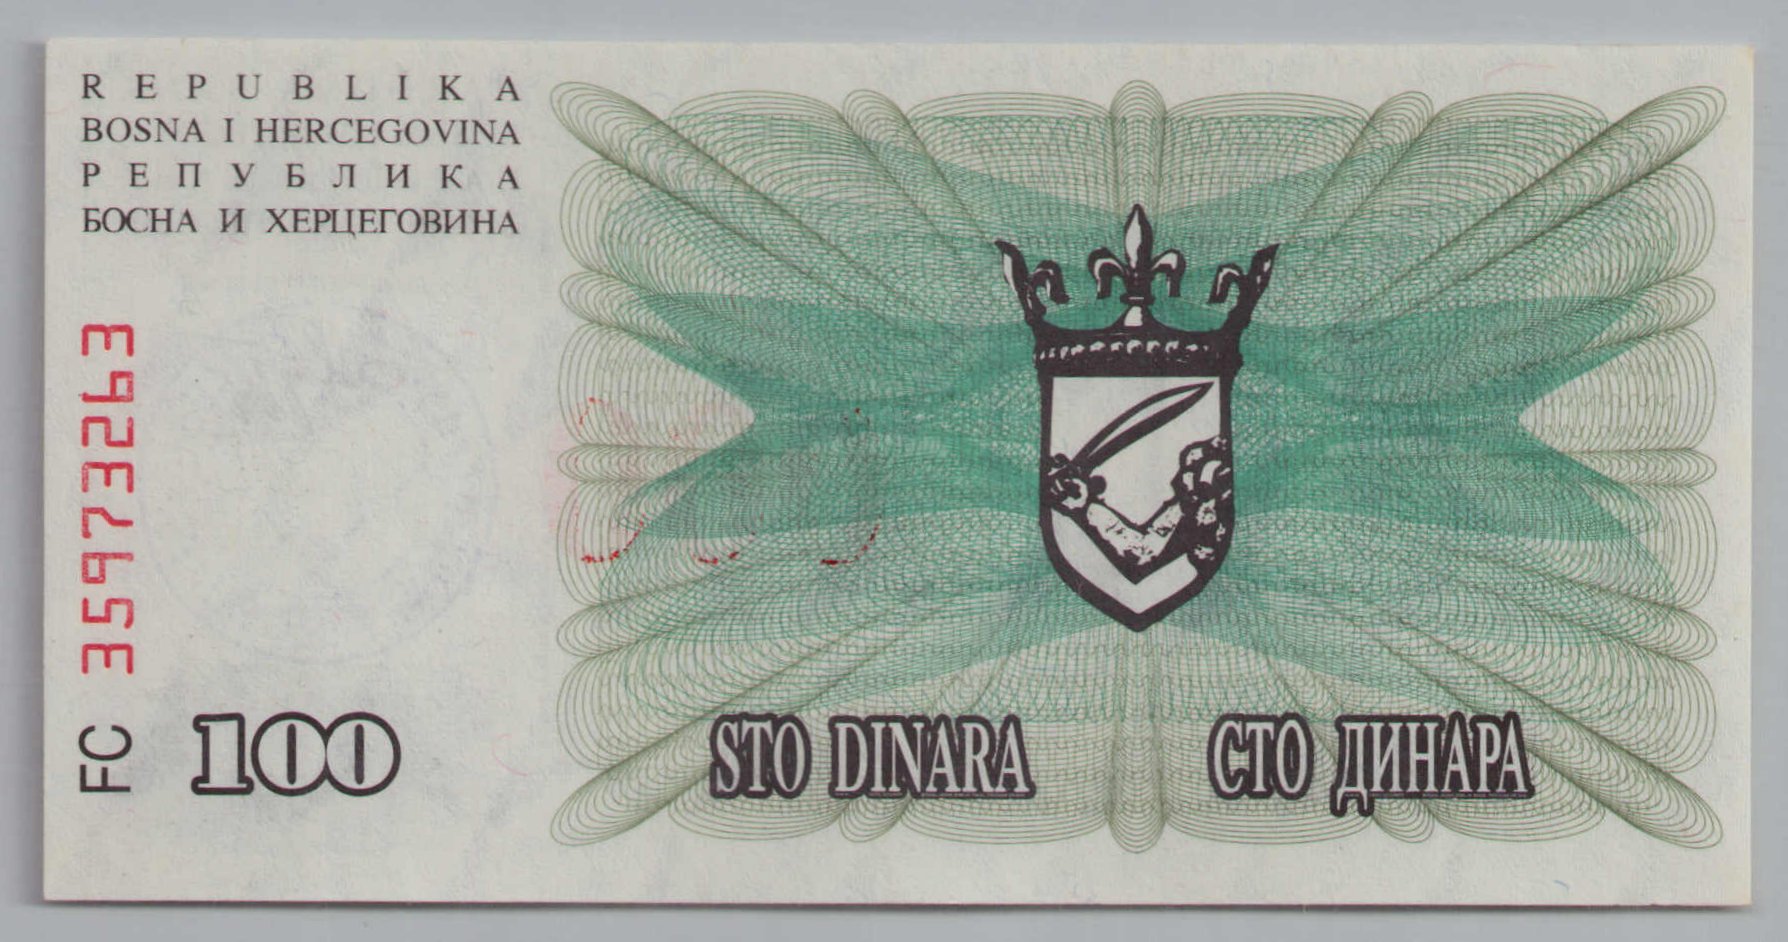 REPUBLIKA
BOSNA I HERCEGOVINA
РЕПУБЛИКА
БОСНА И ХЕРЦЕГОВИНА
FC 35973263
100
STO DINARA
СТО ДИНАРА